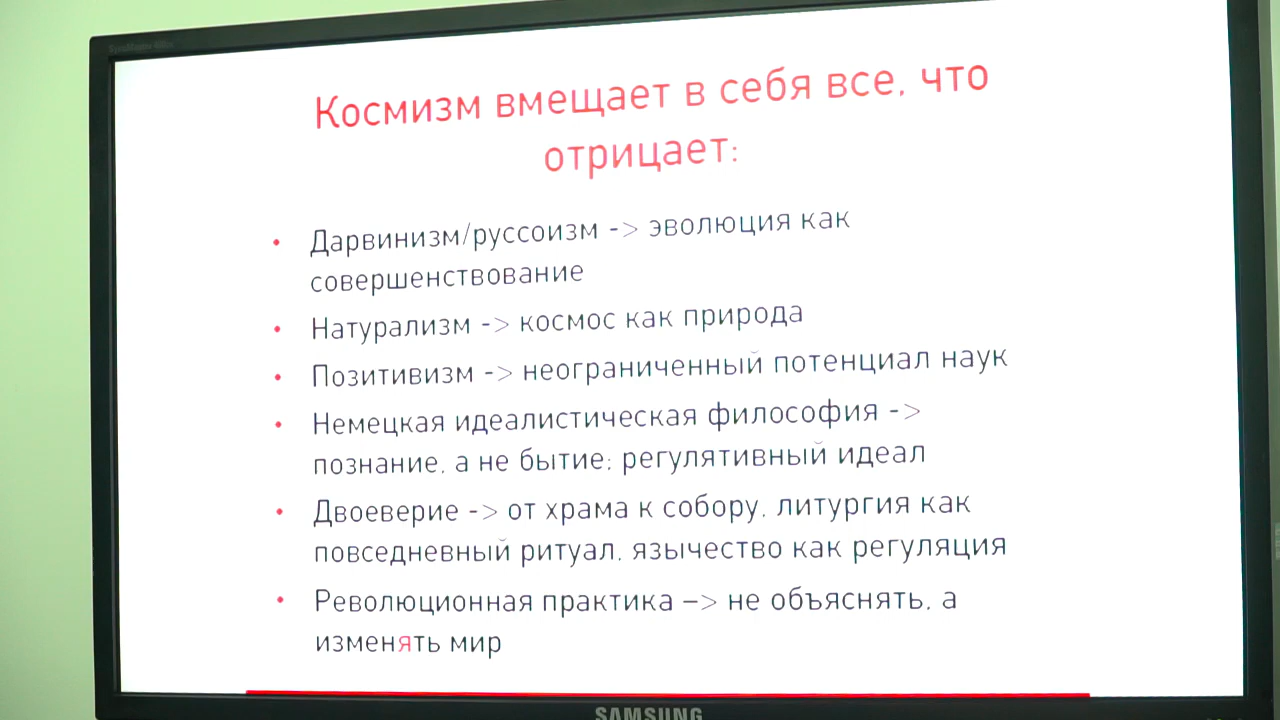 Космизм вмещает в себя все, что
отрицает:
• Дарвинизм/руссоизм -> эволюция как
совершенствование
• Натурализм -> космос как природа
• Позитивизм -> неограниченный потенциал наук
• Немецкая идеалистическая философия ->
познание, а не бытие; регулятивный идеал
• Двоеверие -> от храма к собору, литургия как
повседневный ритуал, язычество как регуляция
• Революционная практика –> не объяснять, а
изменять мир
SAMSUNG